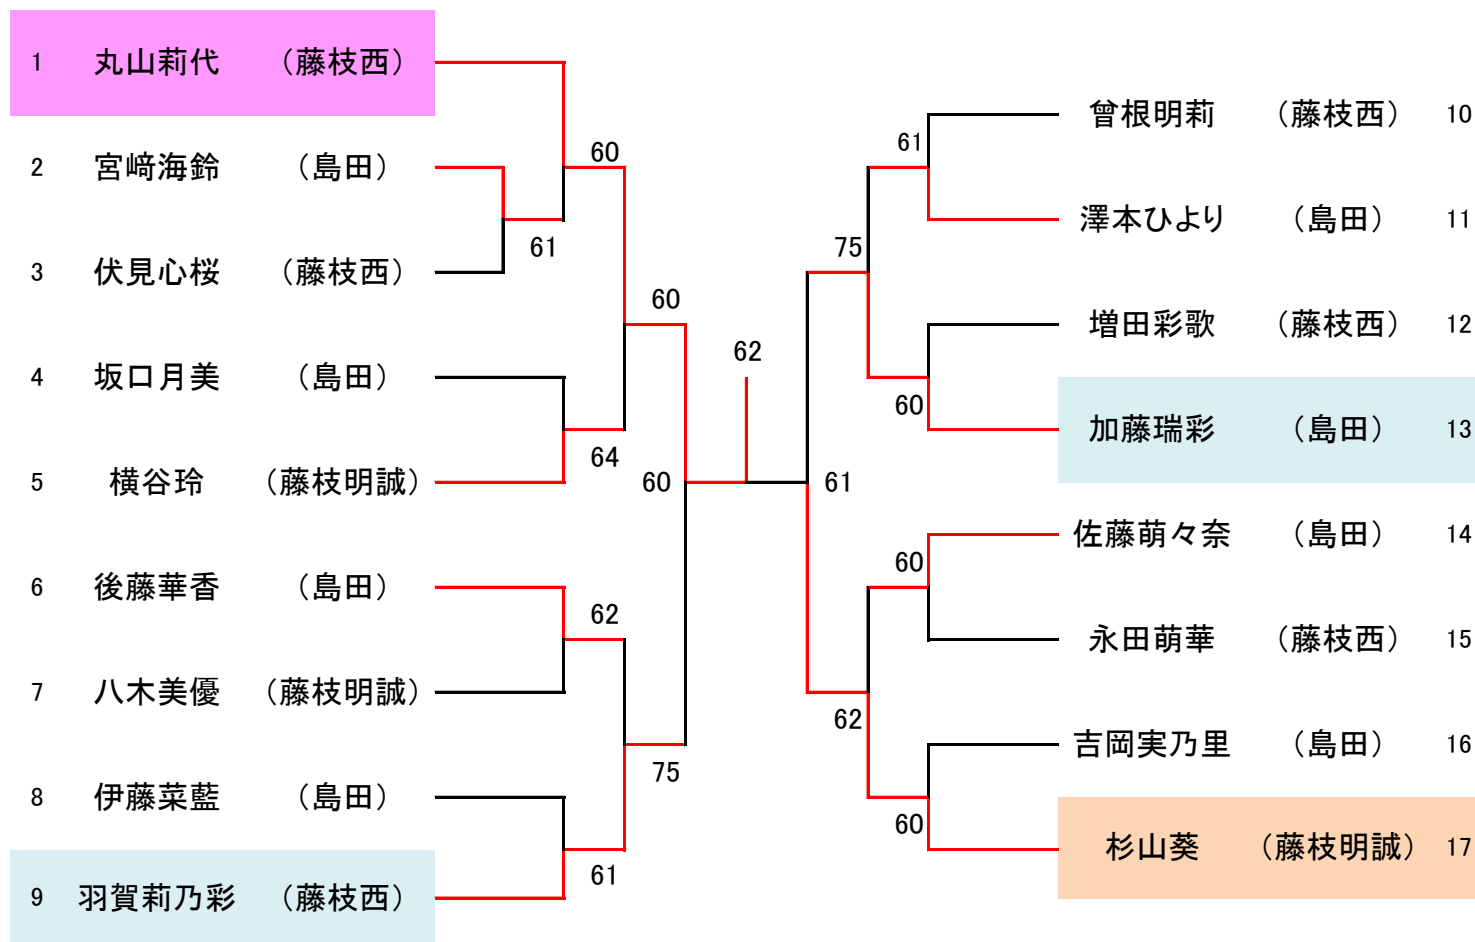 1 丸山莉代 （藤枝西）
2 宮﨑海鈴 （島田）
3 伏見心桜 （藤枝西）
4 坂口月美 （島田）
5 横谷玲 （藤枝明誠）
6 後藤華香 （島田）
7 八木美優 （藤枝明誠）
8 伊藤菜藍 （島田）
9 羽賀莉乃彩 （藤枝西）
60
61
60
64
60
62
75
61
62
61
75
60
61
60
62
60
曾根明莉 （藤枝西） 10
澤本ひより （島田） 11
増田彩歌 （藤枝西） 12
加藤瑞彩 （島田） 13
佐藤萌々奈 （島田） 14
永田萌華 （藤枝西） 15
吉岡実乃里 （島田） 16
杉山葵 （藤枝明誠） 17